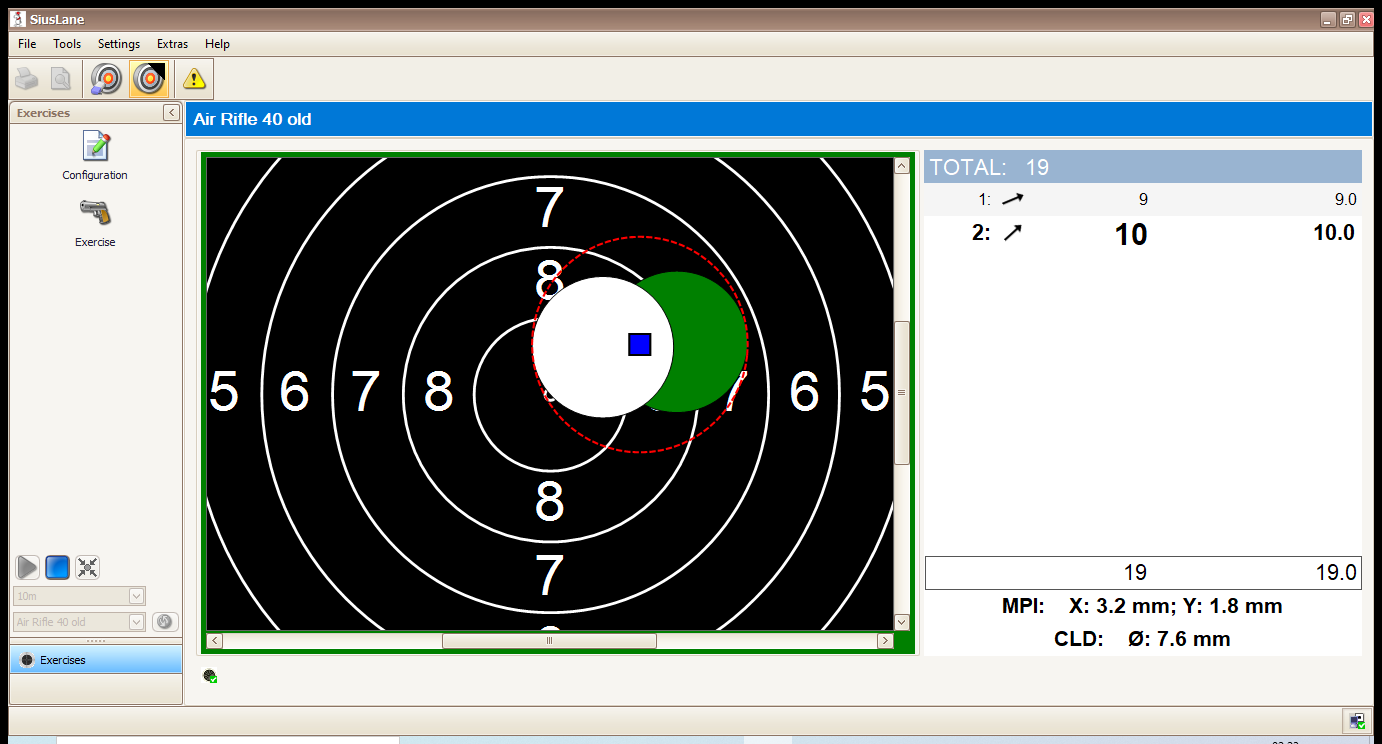 SiusLane
File Tools Settings Extras Help
Exercises
Configuration
Exercise
10m
Air Rifle 40 old
Exercises
Air Rifle 40 old
7
8
5 6 7 8 7 6 5
8
7
TOTAL: 19
1: 9 9.0
2: 10 10.0
19 19.0
MPI: X: 3.2 mm; Y: 1.8 mm
CLD: Ø: 7.6 mm